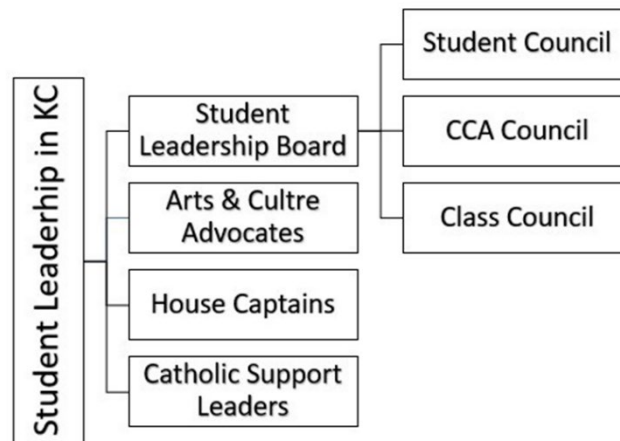 Student Leaderhip in KC
Student
Leadership Board
Arts & Cultre
Advocates
House Captains
Catholic Support
Leaders
Student Council
CCA Council
Class Council